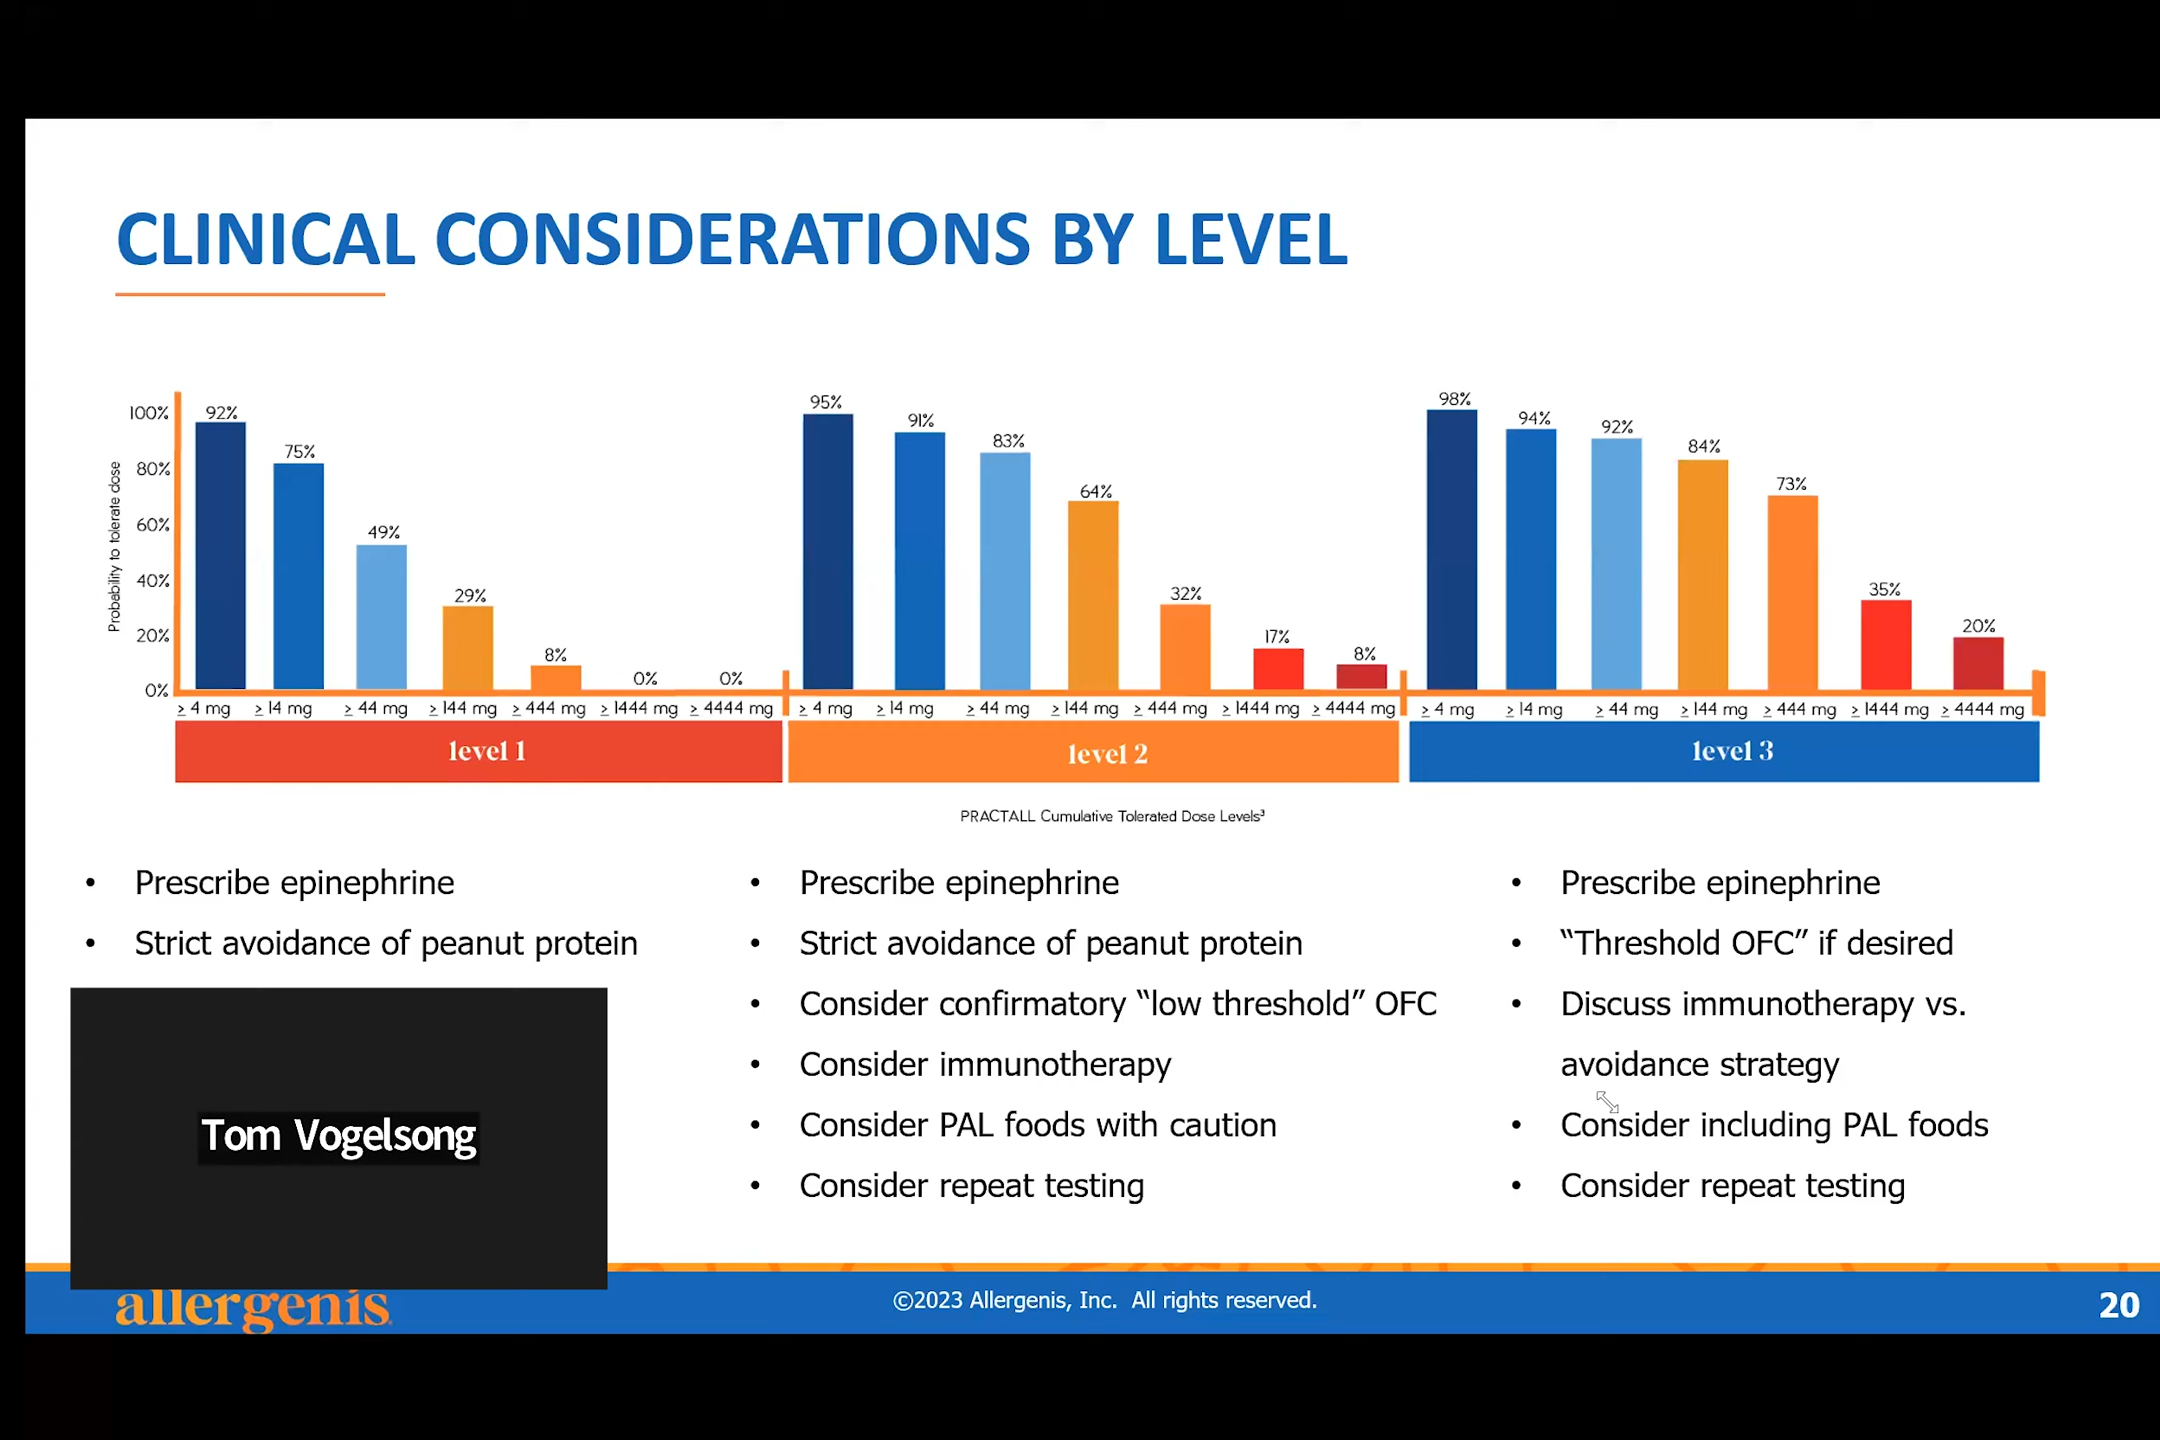 CLINICAL CONSIDERATIONS BY LEVEL
Probability to tolerate dose
100%
80%
60%
40%
20%
0%
92%
75%
49%
29%
8%
0%
0%
95%
91%
83%
64%
32%
17%
8%
98%
94%
92%
84%
73%
35%
20%
≥ 4 mg ≥ 14 mg ≥ 44 mg ≥ 144 mg ≥ 444 mg ≥ 1444 mg ≥ 4444 mg
≥ 4 mg ≥ 14 mg ≥ 44 mg ≥ 144 mg ≥ 444 mg ≥ 1444 mg ≥ 4444 mg
≥ 4 mg ≥ 14 mg ≥ 44 mg ≥ 144 mg ≥ 444 mg ≥ 1444 mg ≥ 4444 mg
level 1
level 2
level 3
PRACTALL Cumulative Tolerated Dose Levels³
• Prescribe epinephrine
• Strict avoidance of peanut protein
• Prescribe epinephrine
• Strict avoidance of peanut protein
• Consider confirmatory “low threshold” OFC
• Consider immunotherapy
• Consider PAL foods with caution
• Consider repeat testing
• Prescribe epinephrine
• “Threshold OFC” if desired
• Discuss immunotherapy vs.
avoidance strategy
• Consider including PAL foods
• Consider repeat testing
Tom Vogelsong
allergenis
©2023 Allergenis, Inc. All rights reserved.
20